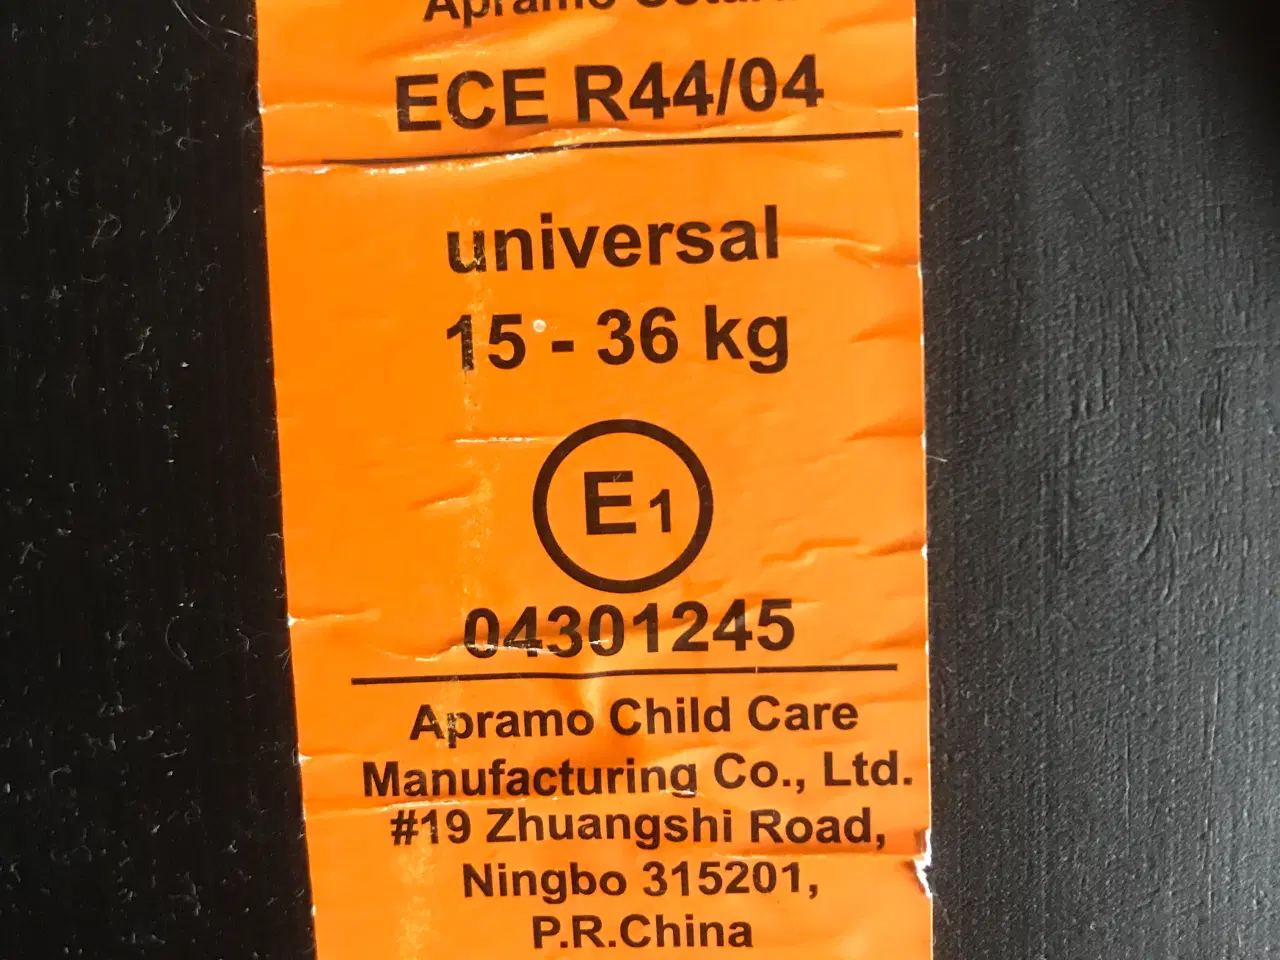 Apramo
ECE R44/04
universal
15 - 36 kg
E1
04301245
Apramo Child Care
Manufacturing Co., Ltd.
#19 Zhuangshi Road,
Ningbo 315201,
P.R.China